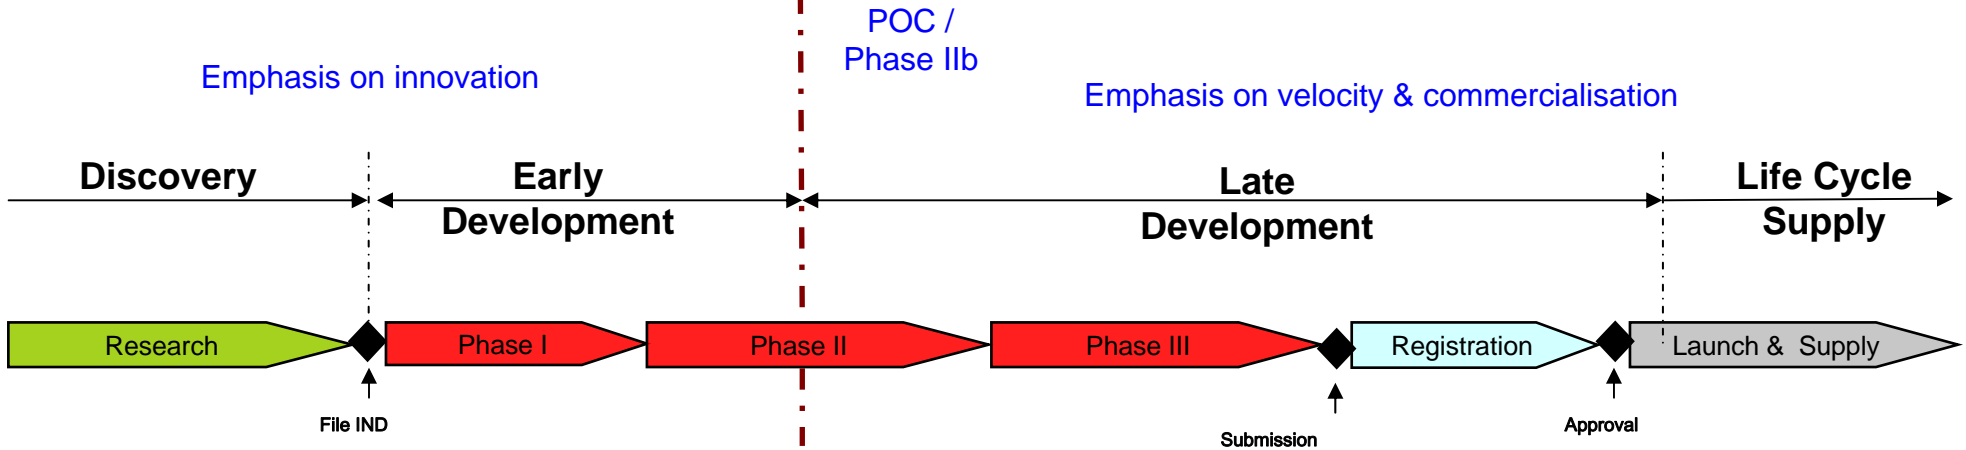 POC /
Phase IIb
Emphasis on innovation
Emphasis on velocity & commercialisation
Discovery
Early
Development
Late
Development
Life Cycle
Supply
Research
Phase I
Phase II
Phase III
Registration
Launch & Supply
File IND
Submission
Approval